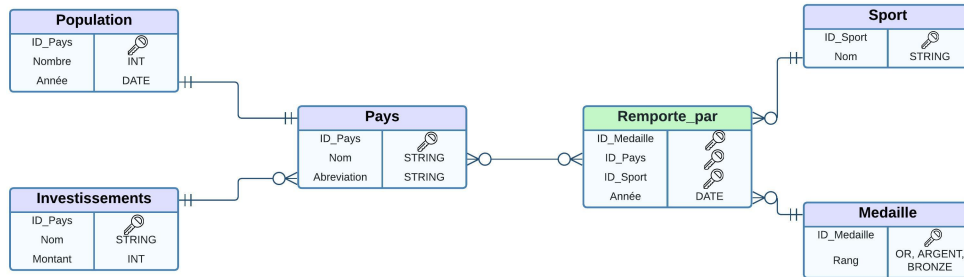 Population
ID_Pays
Nombre INT
Année DATE
Investissements
ID_Pays
Nom STRING
Montant INT
Pays
ID_Pays
Nom STRING
Abreviation STRING
Remporte_par
ID_Medaille
ID_Pays
ID_Sport
Année DATE
Sport
ID_Sport
Nom STRING
Medaille
ID_Medaille
Rang OR, ARGENT,
BRONZE